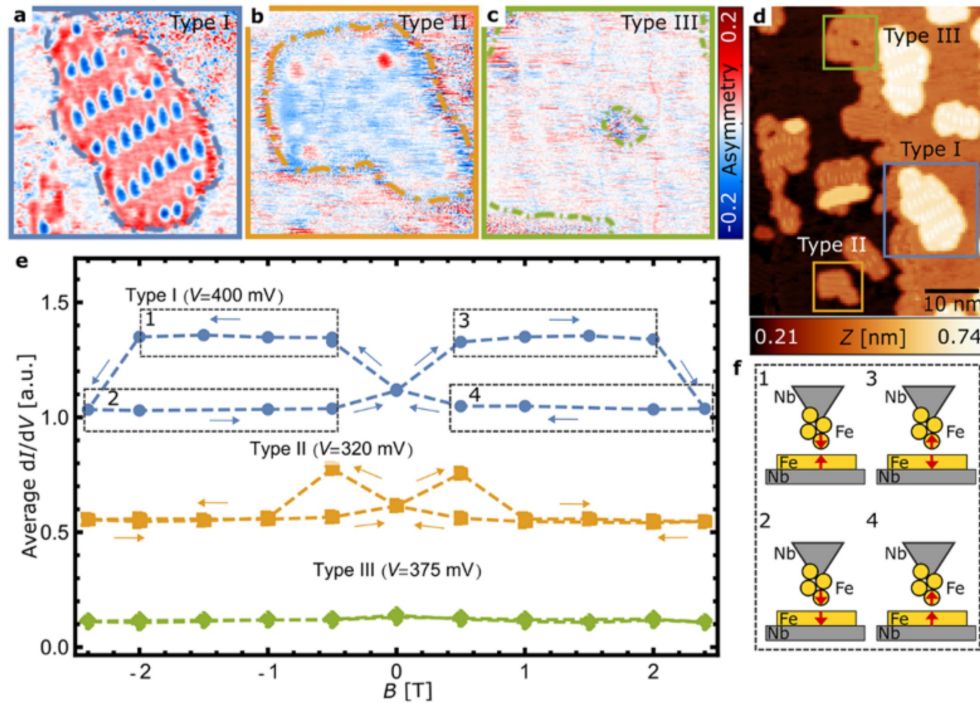 a Type I
b Type II
c Type III
0.2
Asymmetry
-0.2
d
Type III
Type I
Type II
10 nm
0.21 Z [nm] 0.74
e
Type I (V=400 mV)
1
3
2
4
Type II (V=320 mV)
Type III (V=375 mV)
1.5
1.0
0.5
0.0
Average dI/dV [a.u.]
-2 -1 0 1 2
B [T]
f
1 3
Nb Nb
Fe Fe
Fe Fe
Nb Nb
2 4
Nb Nb
Fe Fe
Fe Fe
Nb Nb